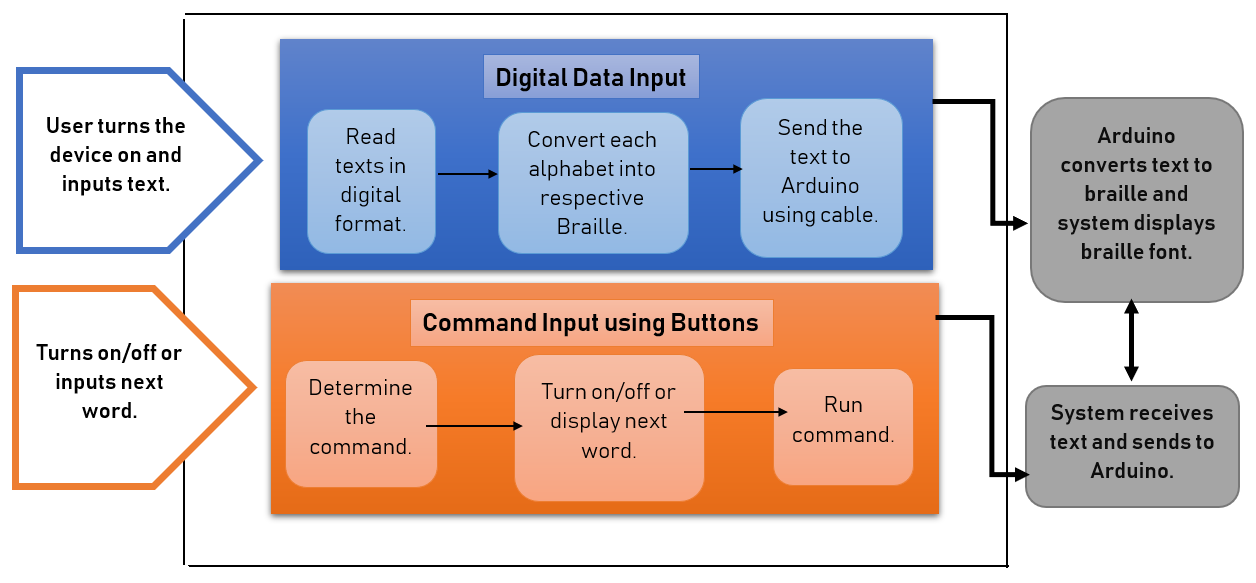 User turns the
device on and
inputs text.
Digital Data Input
Read
texts in
digital
format.
Convert each
alphabet into
respective
Braille.
Send the
text to
Arduino
using cable.
Arduino
converts text to
braille and
system displays
braille font.
Turns on/off or
inputs next
word.
Command Input using Buttons
Determine
the
command.
Turn on/off or
display next
word.
Run
command.
System receives
text and sends to
Arduino.